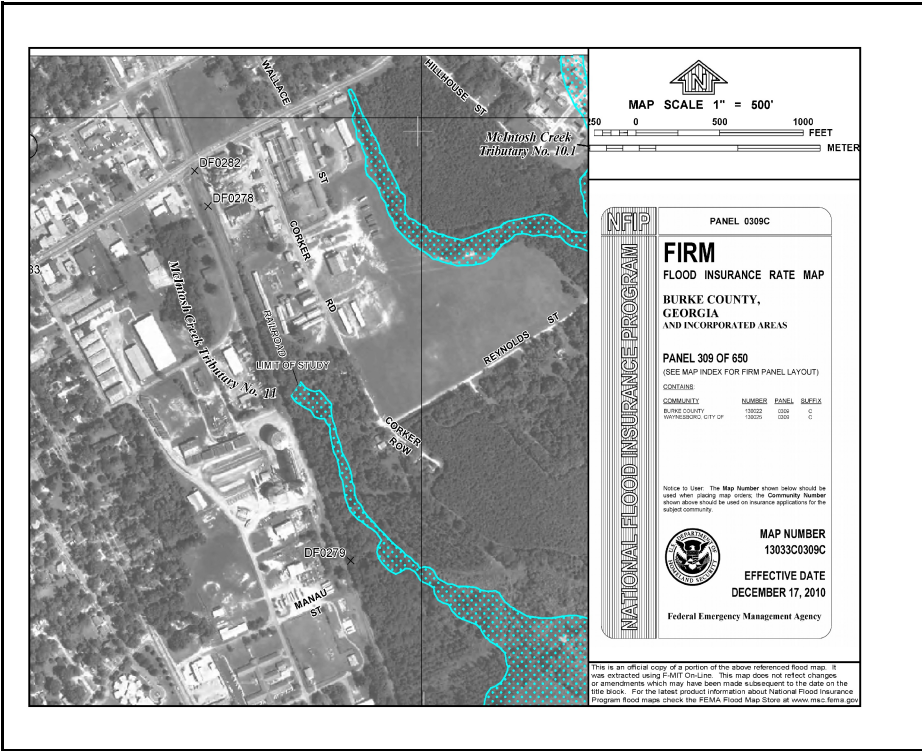 WALLACE
ST
HILLHOUSE ST
McIntosh Creek
Tributary No. 10.1
DF0282
DF0278
CORKER
RD
33
McIntosh Creek Tributary No. 11
RAILROAD
LIMIT OF STUDY
REYNOLDS ST
CORKER
ROW
DF0279
MANAU
ST
N
MAP SCALE 1" = 500'
250 0 500 1000
FEET
METER
NFIP
PANEL 0309C
NATIONAL FLOOD INSURANCE PROGRAM
FIRM
FLOOD INSURANCE RATE MAP
BURKE COUNTY,
GEORGIA
AND INCORPORATED AREAS
PANEL 309 OF 650
(SEE MAP INDEX FOR FIRM PANEL LAYOUT)
CONTAINS:
COMMUNITY NUMBER PANEL SUFFIX
BURKE COUNTY 130022 0309 C
WAYNESBORO, CITY OF 130025 0309 C
Notice to User: The Map Number shown below should be
used when placing map orders; the Community Number
shown above should be used on insurance applications for the
subject community.
U.S. DEPARTMENT OF
HOMELAND SECURITY
MAP NUMBER
13033C0309C
EFFECTIVE DATE
DECEMBER 17, 2010
Federal Emergency Management Agency
This is an official copy of a portion of the above referenced flood map. It
was extracted using F-MIT On-Line. This map does not reflect changes
or amendments which may have been made subsequent to the date on the
title block. For the latest product information about National Flood Insurance
Program flood maps check the FEMA Flood Map Store at www.msc.fema.gov